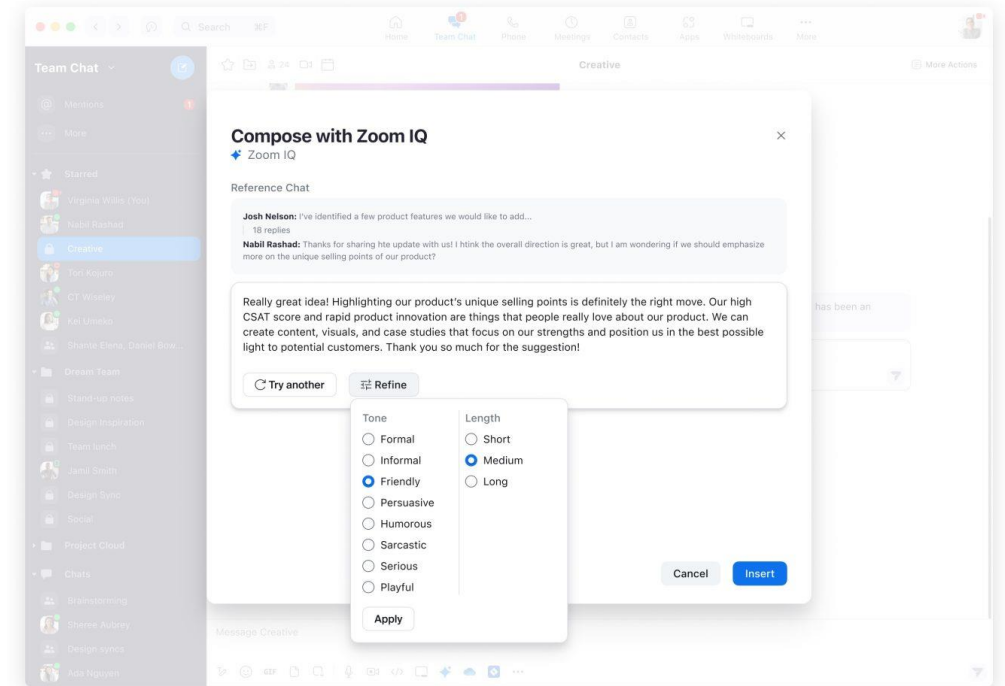 Search ⌘F
Home
Team Chat
Phone
Meetings
Contacts
Apps
Whiteboards
More
Team Chat
24
Creative
More Actions
Mentions
1
More
Starred
Virginia Willis (You)
Nabil Rashad
Creative
Tori Kojuro
CT Wiseney
Kei Umeko
Shante Elena, Daniel Bow...
Dream Team
Stand-up notes
Design Inspiration
Team lunch
Jamil Smith
Design Sync
Social
Project Cloud
Chats
Brainstorming
Sheree Aubrey
Design syncs
Ada Nguyen
Compose with Zoom IQ
Zoom IQ
Reference Chat
Josh Nelson: I've identified a few product features we would like to add...
18 replies
Nabil Rashad: Thanks for sharing hte update with us! I htink the overall direction is great, but I am wondering if we should emphasize
more on the unique selling points of our product?
Really great idea! Highlighting our product's unique selling points is definitely the right move. Our high
CSAT score and rapid product innovation are things that people really love about our product. We can
create content, visuals, and case studies that focus on our strengths and position us in the best possible
light to potential customers. Thank you so much for the suggestion!
Try another
Refine
Tone
Formal
Informal
Friendly
Persuasive
Humorous
Sarcastic
Serious
Playful
Apply
Length
Short
Medium
Long
Cancel
Insert
has been an
Message Creative
GIF